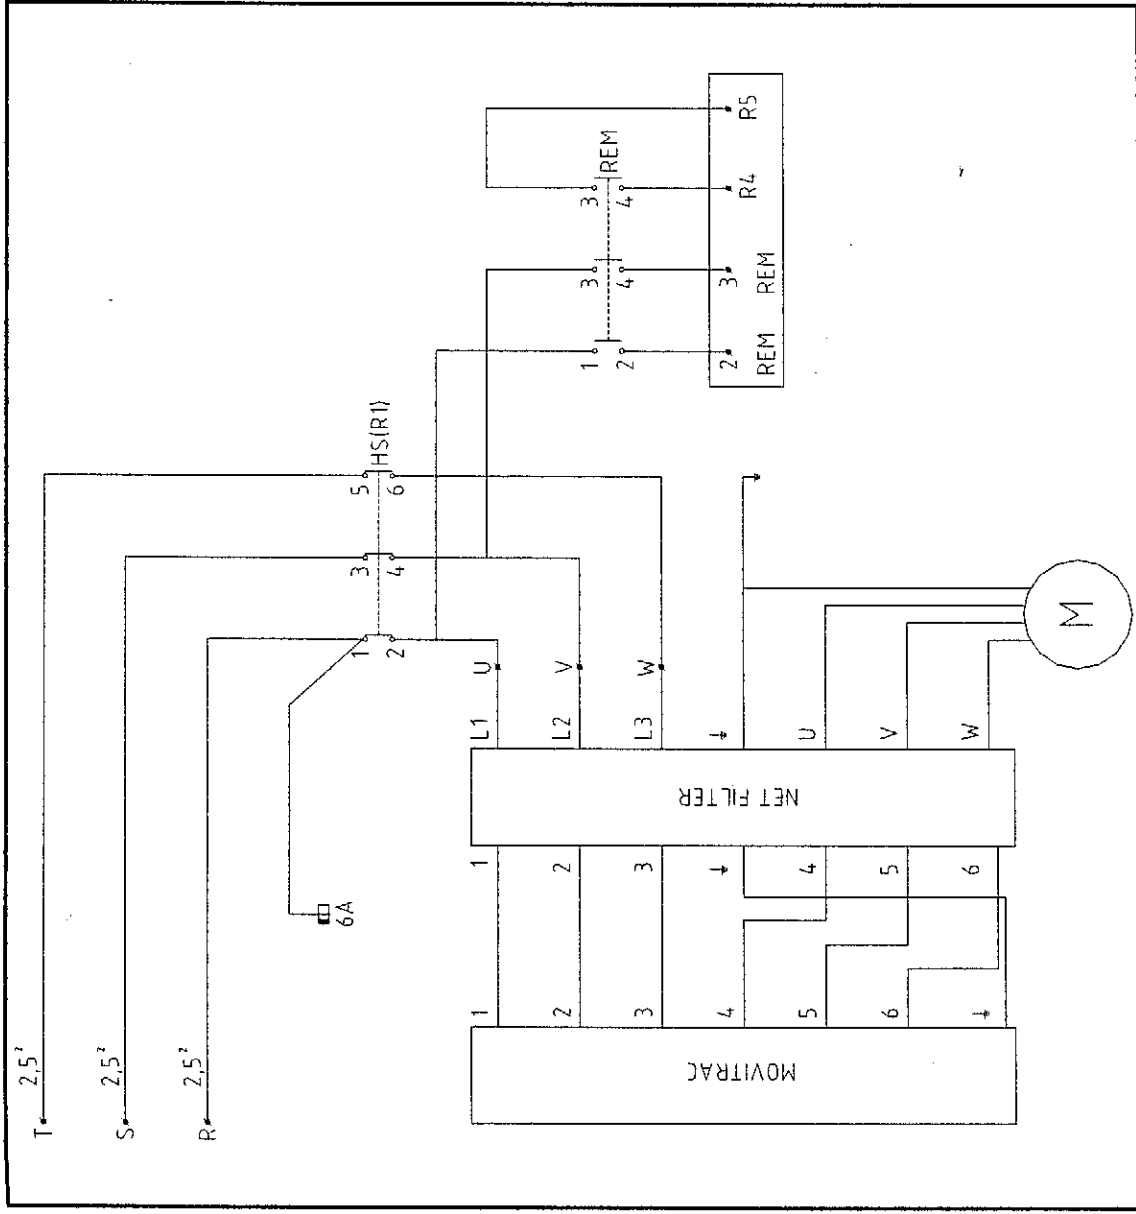 T 2,5²
S 2,5²
R 2,5²
6A
1 3 5 HS(R1)
2 4 6
1 3 3 REM
2 4 4
2 3 R4 R5
REM REM
U
V
W
1 1 L1
2 2 L2
3 3 L3
4 4 U
5 5 V
6 6 W
MOVITRAC
NET FILTER
M